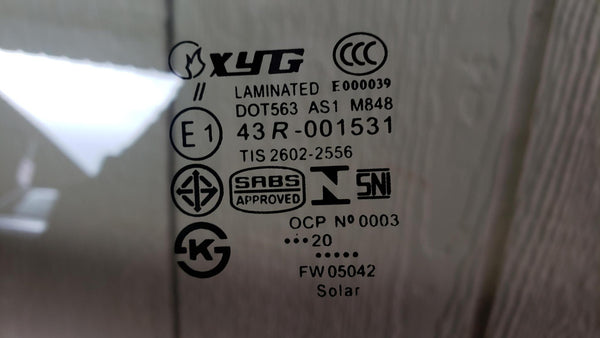 XYG CCC
// LAMINATED E000039
DOT563 AS1 M848
E1 43R-001531
TIS 2602-2556
SABS APPROVED SNI
OCP Nº 0003
K •••20
•••••
FW05042
Solar